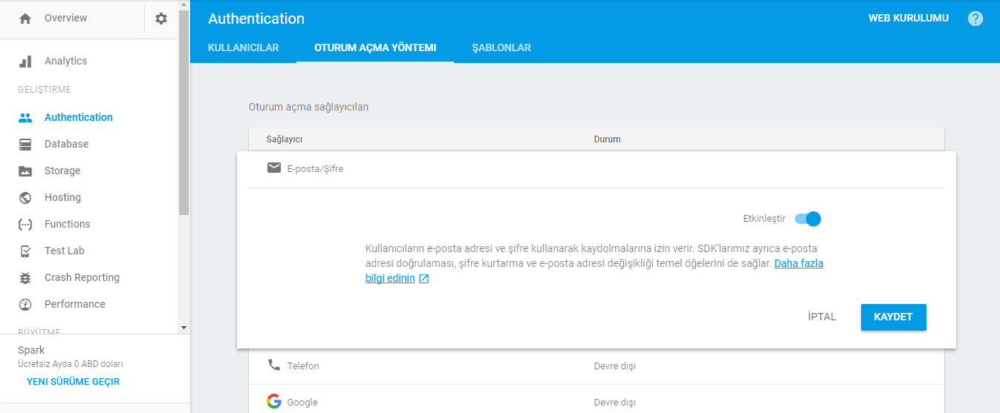 Overview
Analytics
GELİŞTİRME
Authentication
Database
Storage
Hosting
Functions
Test Lab
Crash Reporting
Performance
BÜYÜTME
Spark
Ücretsiz Ayda 0 ABD doları
YENI SÜRÜME GEÇIR
Authentication
WEB KURULUMU
KULLANICILAR
OTURUM AÇMA YÖNTEMI
ŞABLONLAR
Oturum açma sağlayıcıları
Sağlayıcı Durum
E-posta/Şifre
Etkinleştir
Kullanıcıların e-posta adresi ve şifre kullanarak kaydolmalarına izin verir. SDK'larımız ayrıca e-posta
adresi doğrulaması, şifre kurtarma ve e-posta adresi değişikliği temel öğelerini de sağlar. Daha fazla
bilgi edinin
İPTAL KAYDET
Telefon Devre dışı
Google Devre dışı